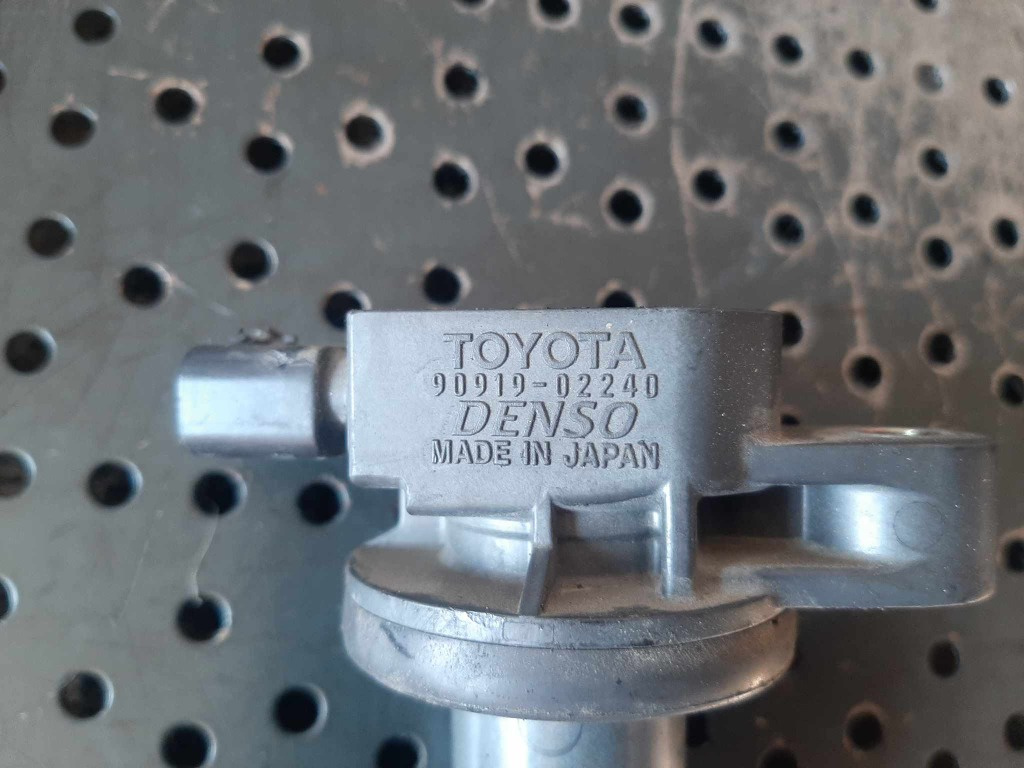 TOYOTA
90919-02240
DENSO
MADE IN JAPAN